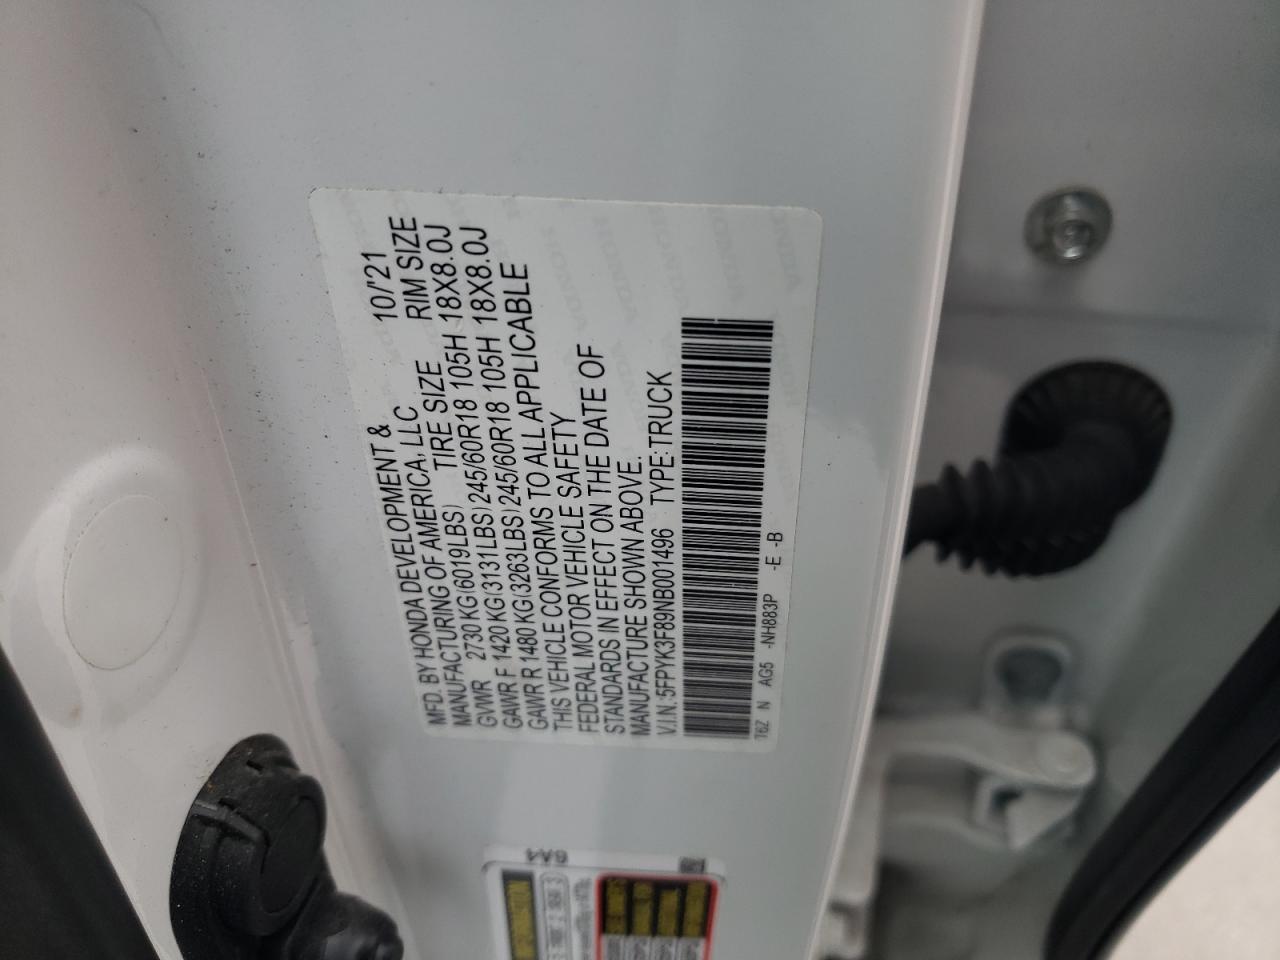 MFD. BY HONDA DEVELOPMENT & 10/'21
MANUFACTURING OF AMERICA, LLC
GVWR 2730 KG(6019LBS) TIRE SIZE RIM SIZE
GAWR F 1420 KG(3131LBS) 245/60R18 105H 18X8.0J
GAWR R 1480 KG(3263LBS) 245/60R18 105H 18X8.0J
THIS VEHICLE CONFORMS TO ALL APPLICABLE
FEDERAL MOTOR VEHICLE SAFETY
STANDARDS IN EFFECT ON THE DATE OF
MANUFACTURE SHOWN ABOVE.
V.I.N.:5FPYK3F89NB001496 TYPE:TRUCK
T6Z N AG5 -NH883P -E -B